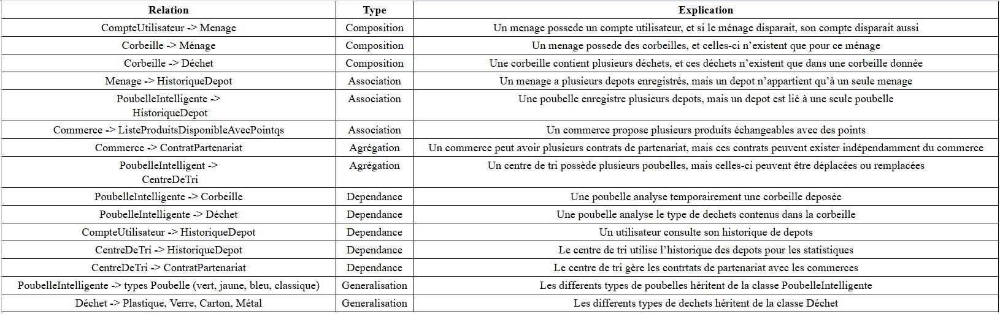 Relation Type Explication
CompteUtilisateur -> Menage Composition Un menage possede un compte utilisateur, et si le ménage disparait, son compte disparait aussi
Corbeille -> Ménage Composition Un menage possede des corbeilles, et celles-ci n’existent que pour ce ménage
Corbeille -> Déchet Composition Une corbeille contient plusieurs déchets, et ces déchets n’existent que dans une corbeille donnée
Menage -> HistoriqueDepot Association Un menage a plusieurs depots enregistrés, mais un depot n’appartient qu’à un seule menage
PoubelleIntelligente -> Association Une poubelle enregistre plusieurs depots, mais un depot est lié à une seule poubelle
HistoriqueDepot
Commerce -> ListeProduitsDisponibleAvecPointqs Association Un commerce propose plusieurs produits échangeables avec des points
Commerce -> ContratPartenariat Agrégation Un commerce peut avoir plusieurs contrats de partenariat, mais ces contrats peuvent exister indépendamment du commerce
PoubelleIntelligent -> Agrégation Un centre de tri possède plusieurs poubelles, mais celles-ci peuvent être déplacées ou remplacées
CentreDeTri
PoubelleIntelligente -> Corbeille Dependance Une poubelle analyse temporairement une corbeille deposée
PoubelleIntelligente -> Déchet Dependance Une poubelle analyse le type de dechets contenus dans la corbeille
CompteUtilisateur -> HistoriqueDepot Dependance Un utilisateur consulte son historique de depots
CentreDeTri -> HistoriqueDepot Dependance Le centre de tri utilise l’historique des depots pour les statistiques
CentreDeTri -> ContratPartenariat Dependance Le centre de tri gère les contrtats de partenariat avec les commerces
PoubelleIntelligente -> types Poubelle (vert, jaune, bleu, classique) Generalisation Les differents types de poubelles héritent de la classe PoubelleIntelligente
Déchet -> Plastique, Verre, Carton, Métal Generalisation Les differents types de dechets héritent de la classe Déchet